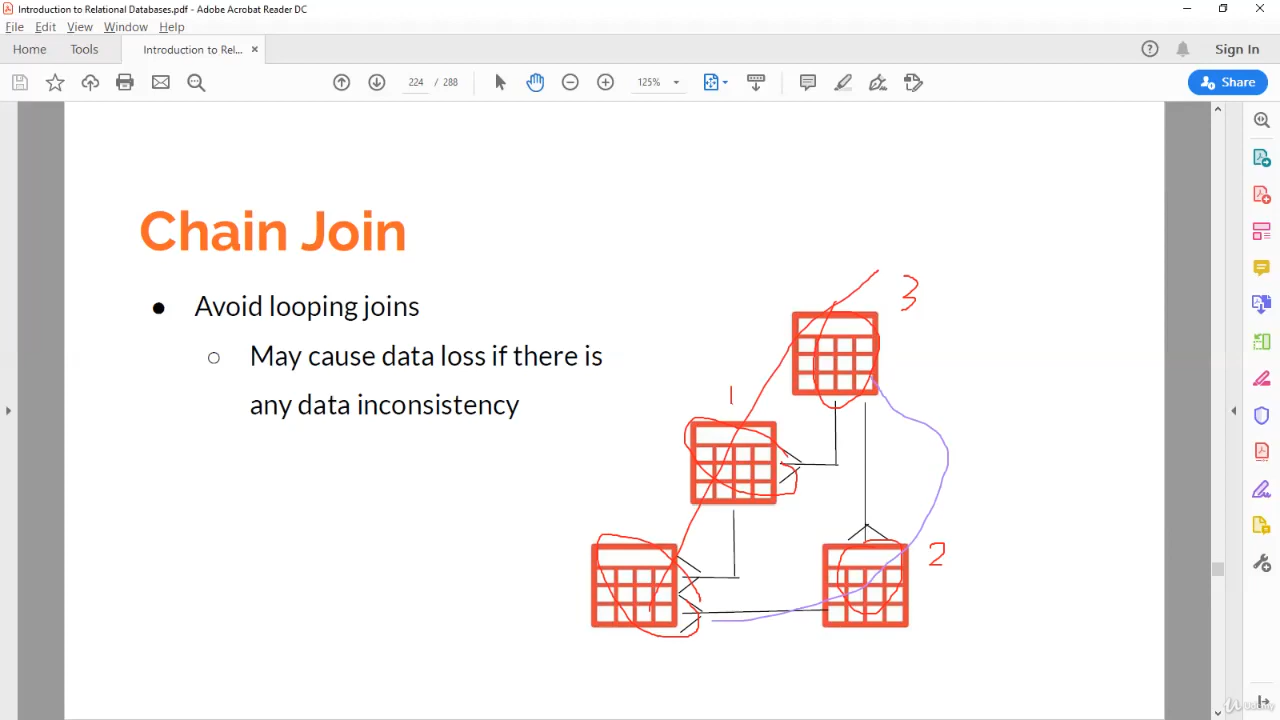 Introduction to Relational Databases.pdf - Adobe Acrobat Reader DC
File Edit View Window Help
Home Tools Introduction to Rel... × Sign In
224 / 288 125% Share
Chain Join
● Avoid looping joins
○ May cause data loss if there is
any data inconsistency
3
1
2
Udemy